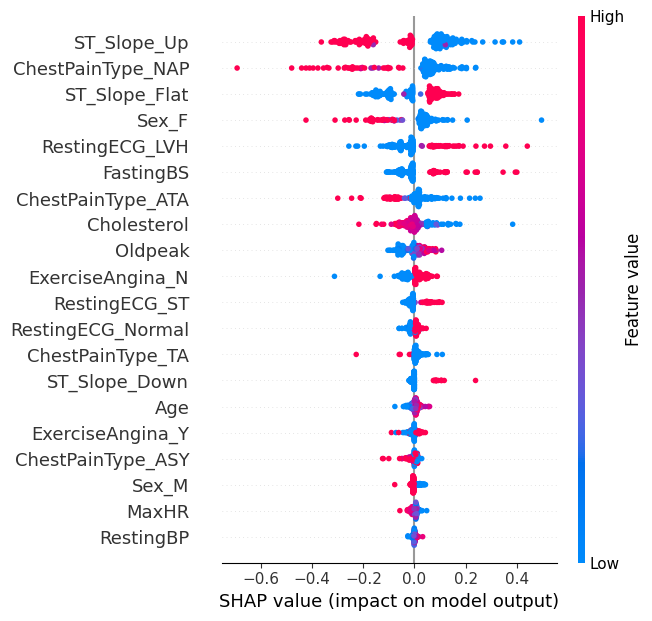 High
ST_Slope_Up
ChestPainType_NAP
ST_Slope_Flat
Sex_F
RestingECG_LVH
FastingBS
ChestPainType_ATA
Cholesterol
Oldpeak
ExerciseAngina_N
RestingECG_ST
RestingECG_Normal
ChestPainType_TA
ST_Slope_Down
Age
ExerciseAngina_Y
ChestPainType_ASY
Sex_M
MaxHR
RestingBP
Low
Feature value
−0.6 −0.4 −0.2 0.0 0.2 0.4
SHAP value (impact on model output)